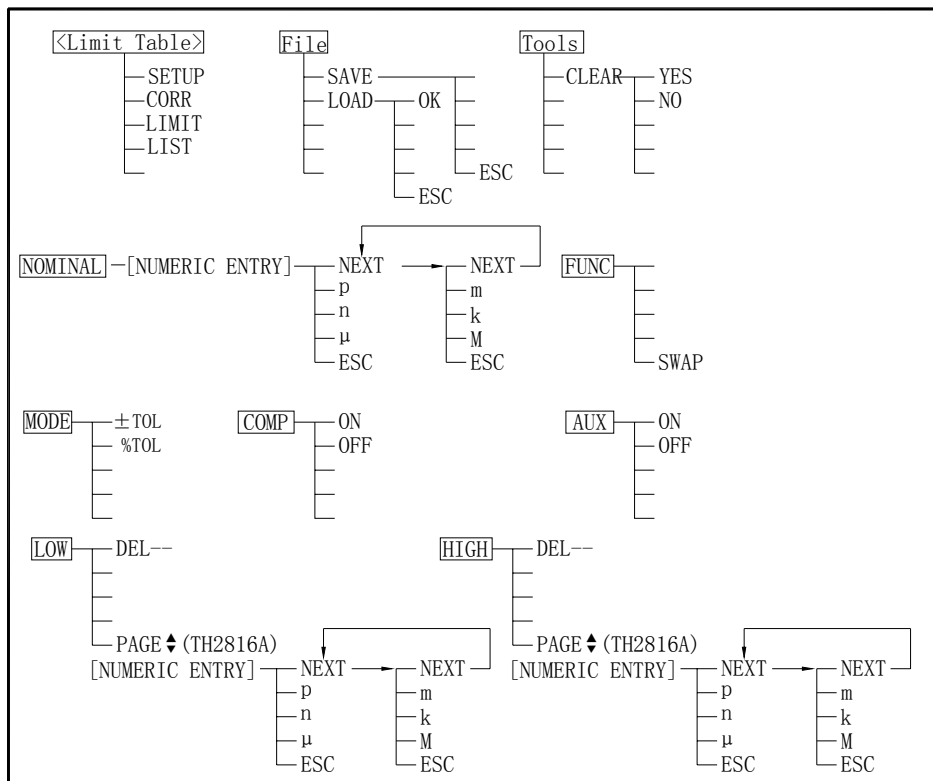 <Limit Table> File Tools
SETUP SAVE CLEAR YES
CORR LOAD OK NO
LIMIT
LIST
ESC
ESC
NOMINAL [NUMERIC ENTRY] NEXT NEXT FUNC
p m
n k
μ M
ESC ESC SWAP
MODE ±TOL COMP ON AUX ON
%TOL OFF OFF
LOW DEL-- HIGH DEL--
PAGE (TH2816A) PAGE (TH2816A)
[NUMERIC ENTRY] NEXT NEXT [NUMERIC ENTRY] NEXT NEXT
p m p m
n k n k
μ M μ M
ESC ESC ESC ESC